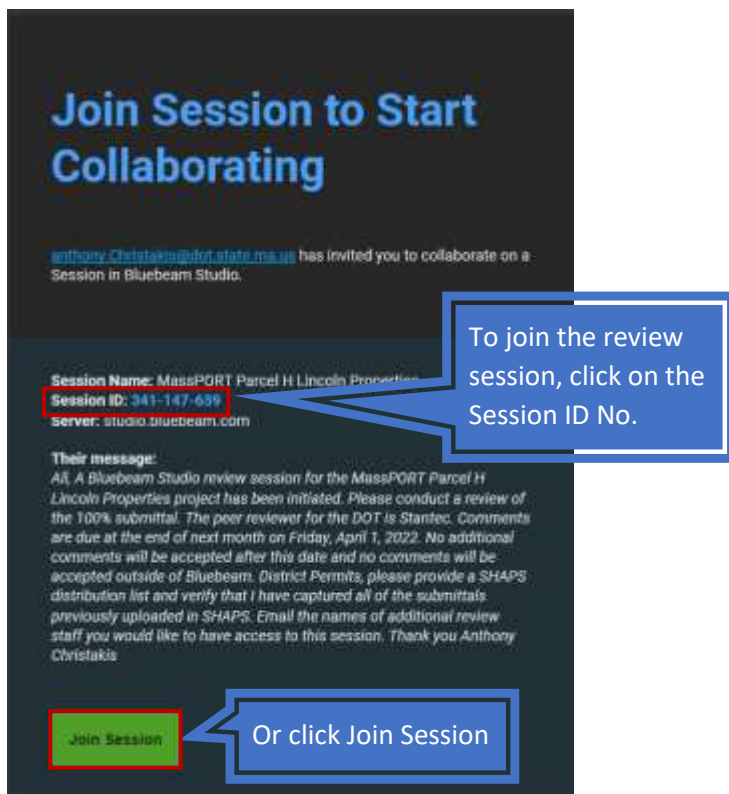 Join Session to Start
Collaborating
anthony.Christakis@dot.state.ma.us has invited you to collaborate on a
Session in Bluebeam Studio.
To join the review
session, click on the
Session ID No.
Session Name: MassPORT Parcel H Lincoln Properties
Session ID: 341-147-659
Server: studio.bluebeam.com
Their message:
All, A Bluebeam Studio review session for the MassPORT Parcel H
Lincoln Properties project has been initiated. Please conduct a review of
the 100% submittal. The peer reviewer for the DOT is Stantec. Comments
are due at the end of next month on Friday, April 1, 2022. No additional
comments will be accepted after this date and no comments will be
accepted outside of Bluebeam. District Permits, please provide a SHAPS
distribution list and verify that I have captured all of the submittals
previously uploaded in SHAPS. Email the names of additional review
staff you would like to have access to this session. Thank you Anthony
Christakis
Join Session
Or click Join Session